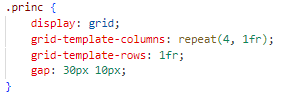 .princ {
    display: grid;
    grid-template-columns: repeat(4, 1fr);
    grid-template-rows: 1fr;
    gap: 30px 10px;
}